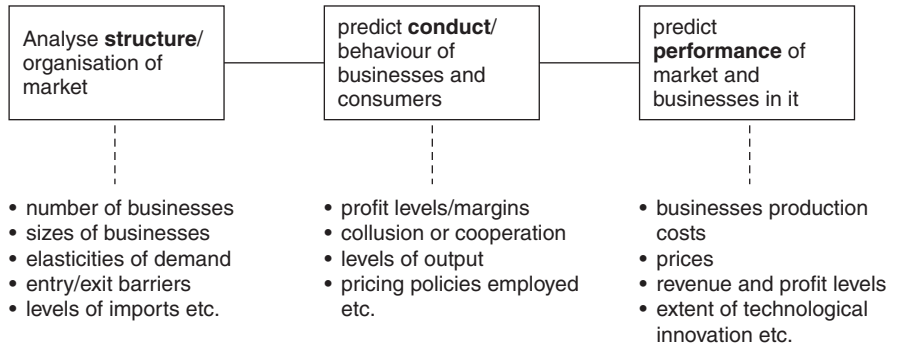 Analyse structure/
organisation of
market
predict conduct/
behaviour of
businesses and
consumers
predict
performance of
market and
businesses in it
• number of businesses
• sizes of businesses
• elasticities of demand
• entry/exit barriers
• levels of imports etc.
• profit levels/margins
• collusion or cooperation
• levels of output
• pricing policies employed
etc.
• businesses production
costs
• prices
• revenue and profit levels
• extent of technological
innovation etc.